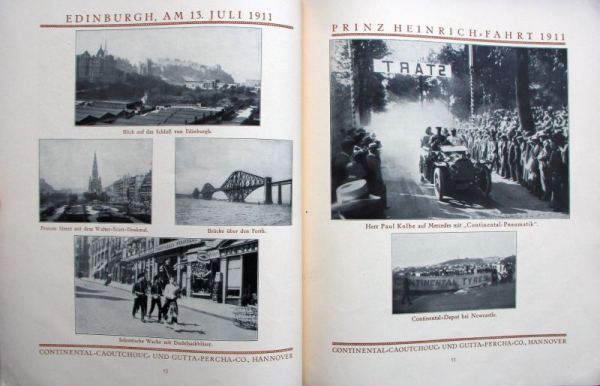 EDINBURGH, AM 13. JULI 1911
Blick auf das Schloß von Edinburgh.
Princes Street mit dem Walter-Scott-Denkmal.
Brücke über den Forth.
Schottische Wache mit Dudelsackbläser.
CONTINENTAL-CAOUTCHOUC- UND GUTTA-PERCHA-CO., HANNOVER
52
PRINZ HEINRICH-FAHRT 1911
START
Herr Paul Kolbe auf Mercedes mit „Continental-Pneumatik“.
CONTINENTAL TYRES
Continental-Depot bei Newcastle.
CONTINENTAL-CAOUTCHOUC- UND GUTTA-PERCHA-CO., HANNOVER
53